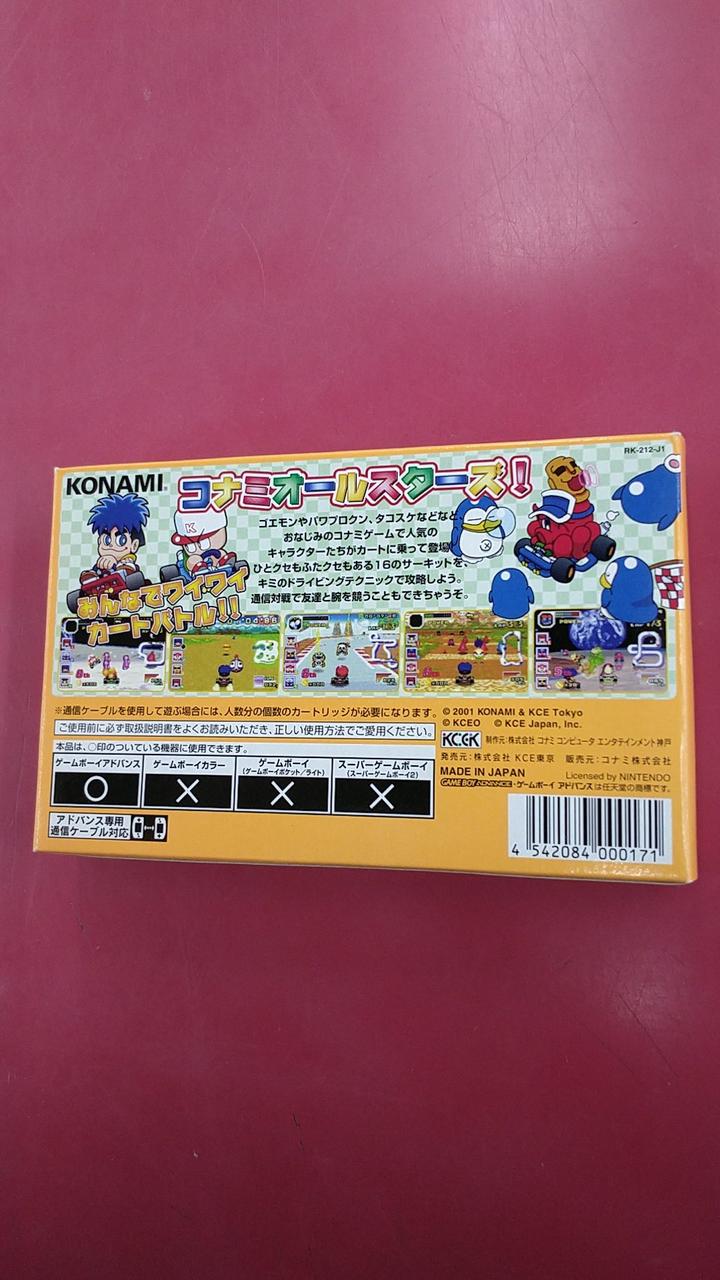 RK-212-J1
KONAMI
コナミオールスターズ!
ゴエモンやパワプロクン、タコスケなどなど、
おなじみのコナミゲームで人気の
キャラクターたちがカートに乗って登場!
ひとクセもふたクセもある16のサーキットを、
キミのドライビングテクニックで攻略しよう。
通信対戦で友達と腕を競うこともできちゃうぞ。
みんなでワイワイ
カートバトル!!
※通信ケーブルを使用して遊ぶ場合には、人数分の個数のカートリッジが必要になります。
ご使用前に必ず取扱説明書をよくお読みいただき、正しい使用方法でご愛用ください。
本品は、○印のついている機器に使用できます。
ゲームボーイアドバンス ゲームボーイカラー ゲームボーイ スーパーゲームボーイ
(ゲームボーイポケット/ライト) (スーパーゲームボーイ2)
○ × × ×
アドバンス専用
通信ケーブル対応
© 2001 KONAMI & KCE Tokyo
© KCEO © KCE Japan, Inc.
制作元:株式会社 コナミ コンピュータ エンタテインメント神戸
発売元:株式会社 KCE東京 販売元:コナミ株式会社
MADE IN JAPAN
Licensed by NINTENDO
GAME BOY ADVANCE・ゲームボーイ アドバンスは任天堂の商標です。
4 542084 000171